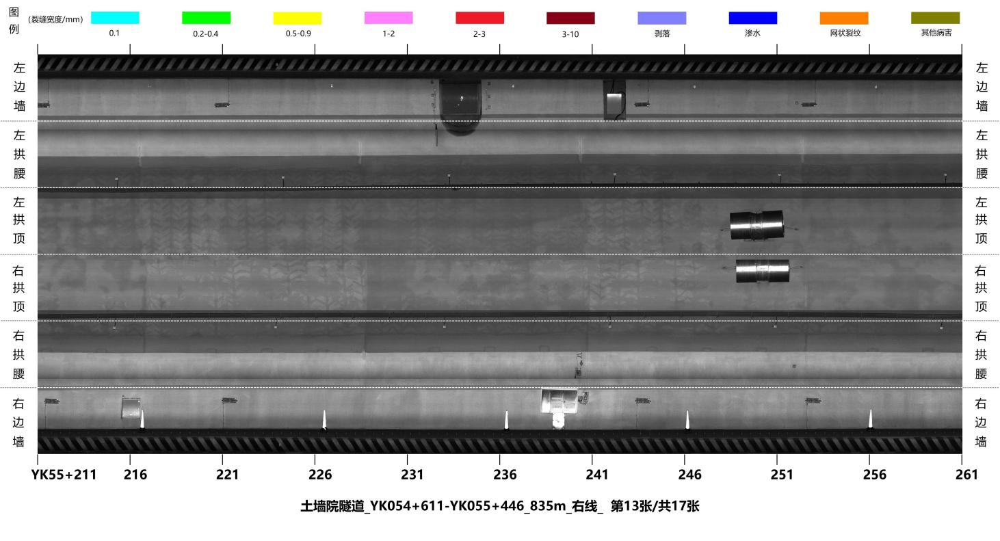 图例 (裂缝宽度/mm)
0.1 0.2-0.4 0.5-0.9 1-2 2-3 3-10 剥落 渗水 网状裂纹 其他病害
左边墙 左边墙
左拱腰 左拱腰
左拱顶 左拱顶
右拱顶 右拱顶
右拱腰 右拱腰
右边墙 右边墙
YK55+211 216 221 226 231 236 241 246 251 256 261
土墙院隧道_YK054+611-YK055+446_835m_右线_ 第13张/共17张